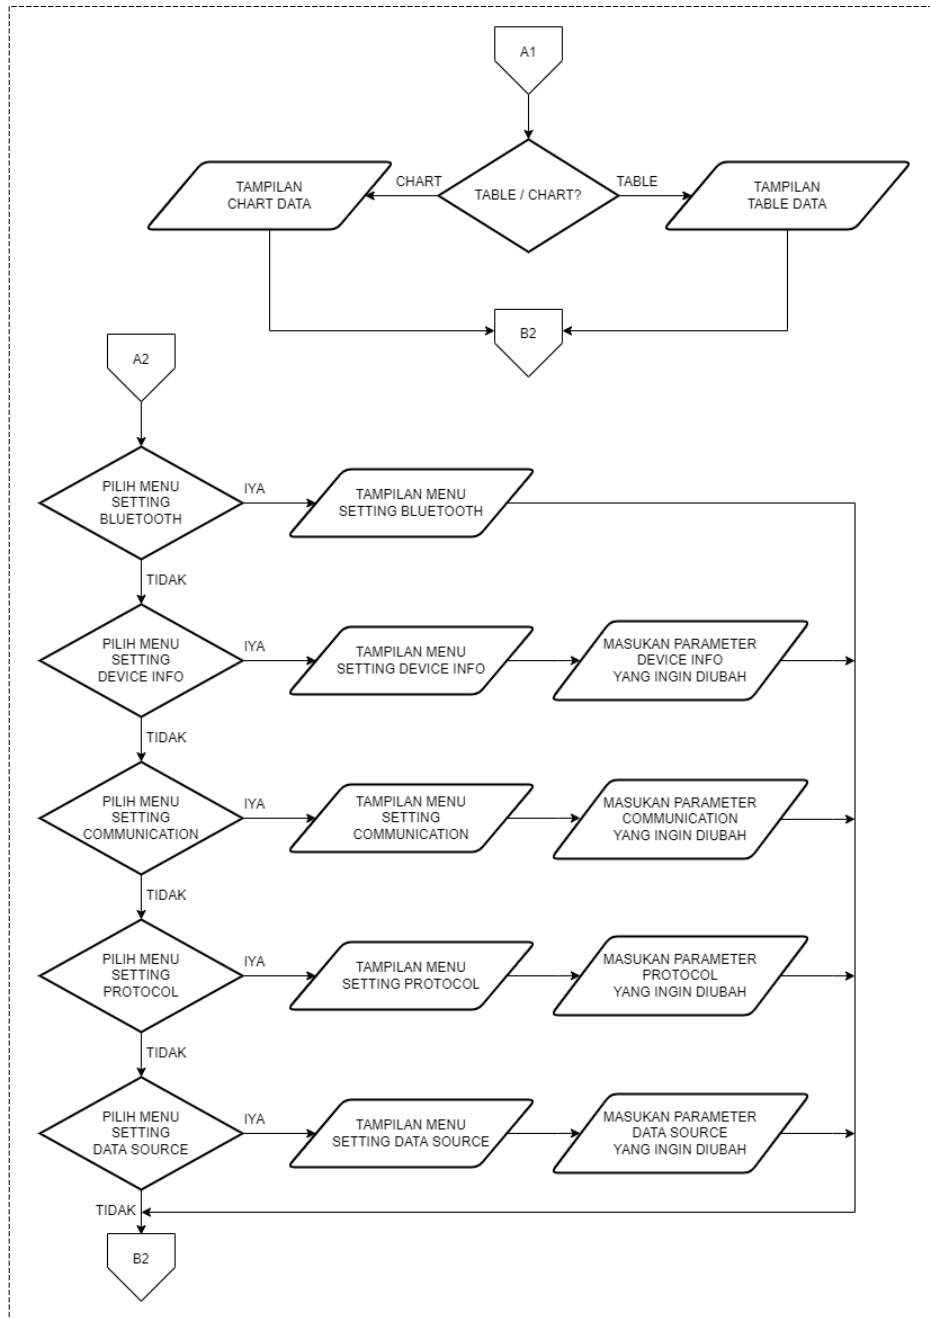 A1
TABLE / CHART?
CHART
TABLE
TAMPILAN
CHART DATA
TAMPILAN
TABLE DATA
B2
A2
PILIH MENU
SETTING
BLUETOOTH
IYA
TAMPILAN MENU
SETTING BLUETOOTH
TIDAK
PILIH MENU
SETTING
DEVICE INFO
IYA
TAMPILAN MENU
SETTING DEVICE INFO
MASUKAN PARAMETER
DEVICE INFO
YANG INGIN DIUBAH
TIDAK
PILIH MENU
SETTING
COMMUNICATION
IYA
TAMPILAN MENU
SETTING
COMMUNICATION
MASUKAN PARAMETER
COMMUNICATION
YANG INGIN DIUBAH
TIDAK
PILIH MENU
SETTING
PROTOCOL
IYA
TAMPILAN MENU
SETTING PROTOCOL
MASUKAN PARAMETER
PROTOCOL
YANG INGIN DIUBAH
TIDAK
PILIH MENU
SETTING
DATA SOURCE
IYA
TAMPILAN MENU
SETTING DATA SOURCE
MASUKAN PARAMETER
DATA SOURCE
YANG INGIN DIUBAH
TIDAK
B2